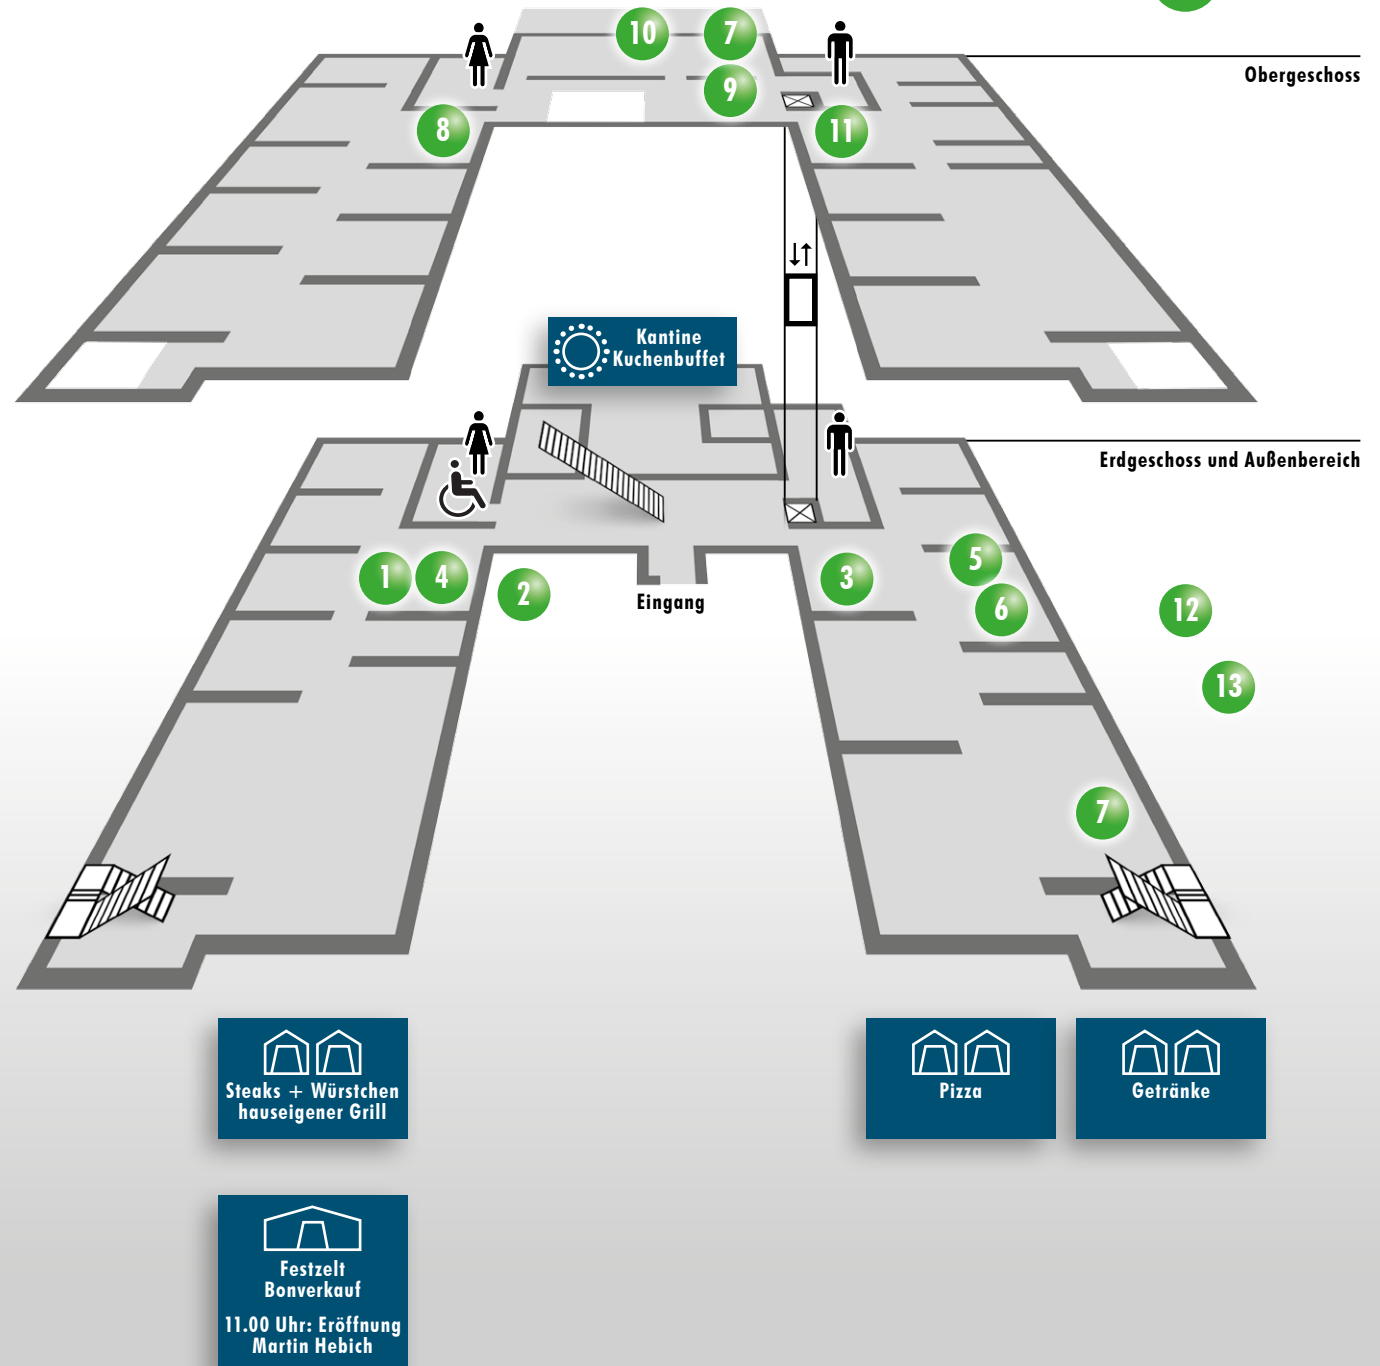 10
7
Obergeschoss
9
8
11
Kantine
Kuchenbuffet
Erdgeschoss und Außenbereich
1
4
2
Eingang
3
5
6
12
13
7
Steaks + Würstchen
hauseigener Grill
Pizza
Getränke
Festzelt
Bonverkauf
11.00 Uhr: Eröffnung
Martin Hebich